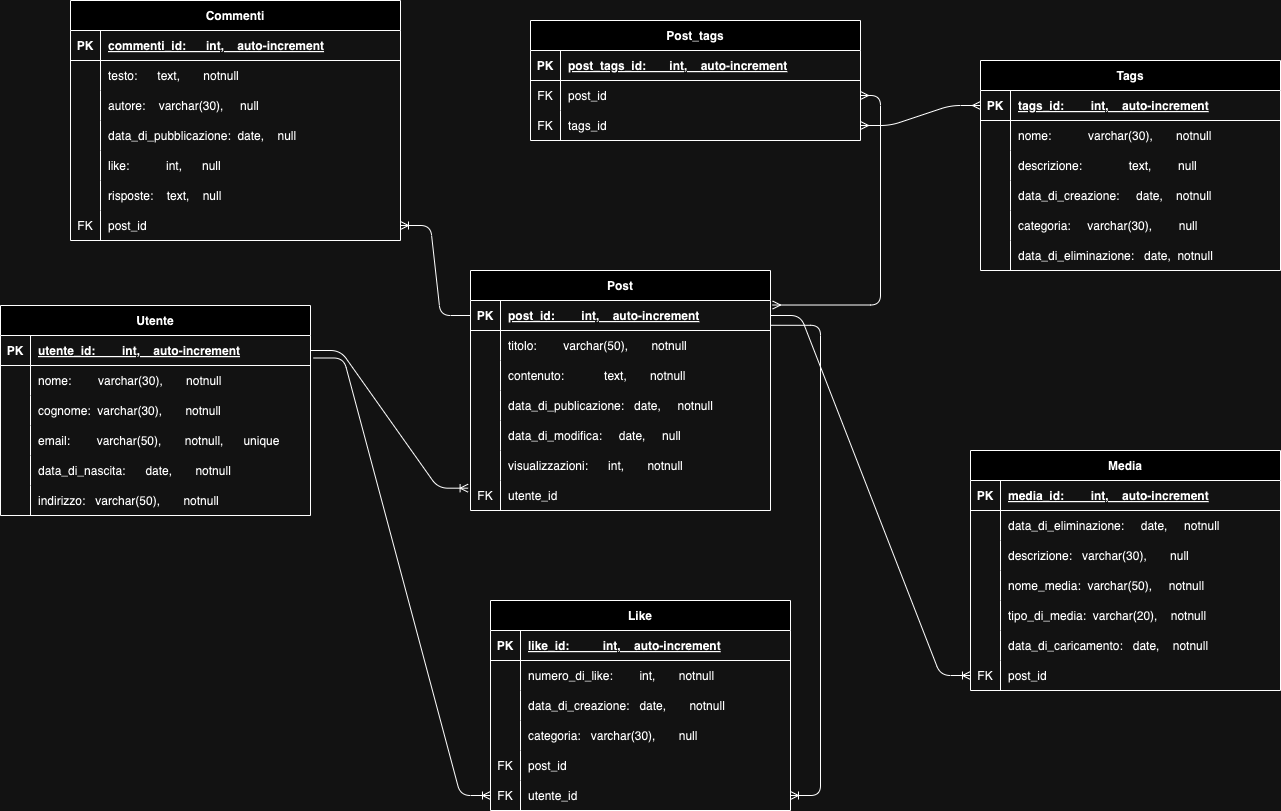 Commenti
PK commenti_id: int, auto-increment
testo: text, notnull
autore: varchar(30), null
data_di_pubblicazione: date, null
like: int, null
risposte: text, null
FK post_id
Post_tags
PK post_tags_id: int, auto-increment
FK post_id
FK tags_id
Tags
PK tags_id: int, auto-increment
nome: varchar(30), notnull
descrizione: text, null
data_di_creazione: date, notnull
categoria: varchar(30), null
data_di_eliminazione: date, notnull
Utente
PK utente_id: int, auto-increment
nome: varchar(30), notnull
cognome: varchar(30), notnull
email: varchar(50), notnull, unique
data_di_nascita: date, notnull
indirizzo: varchar(50), notnull
Post
PK post_id: int, auto-increment
titolo: varchar(50), notnull
contenuto: text, notnull
data_di_publicazione: date, notnull
data_di_modifica: date, null
visualizzazioni: int, notnull
FK utente_id
Media
PK media_id: int, auto-increment
data_di_eliminazione: date, notnull
descrizione: varchar(30), null
nome_media: varchar(50), notnull
tipo_di_media: varchar(20), notnull
data_di_caricamento: date, notnull
FK post_id
Like
PK like_id: int, auto-increment
numero_di_like: int, notnull
data_di_creazione: date, notnull
categoria: varchar(30), null
FK post_id
FK utente_id